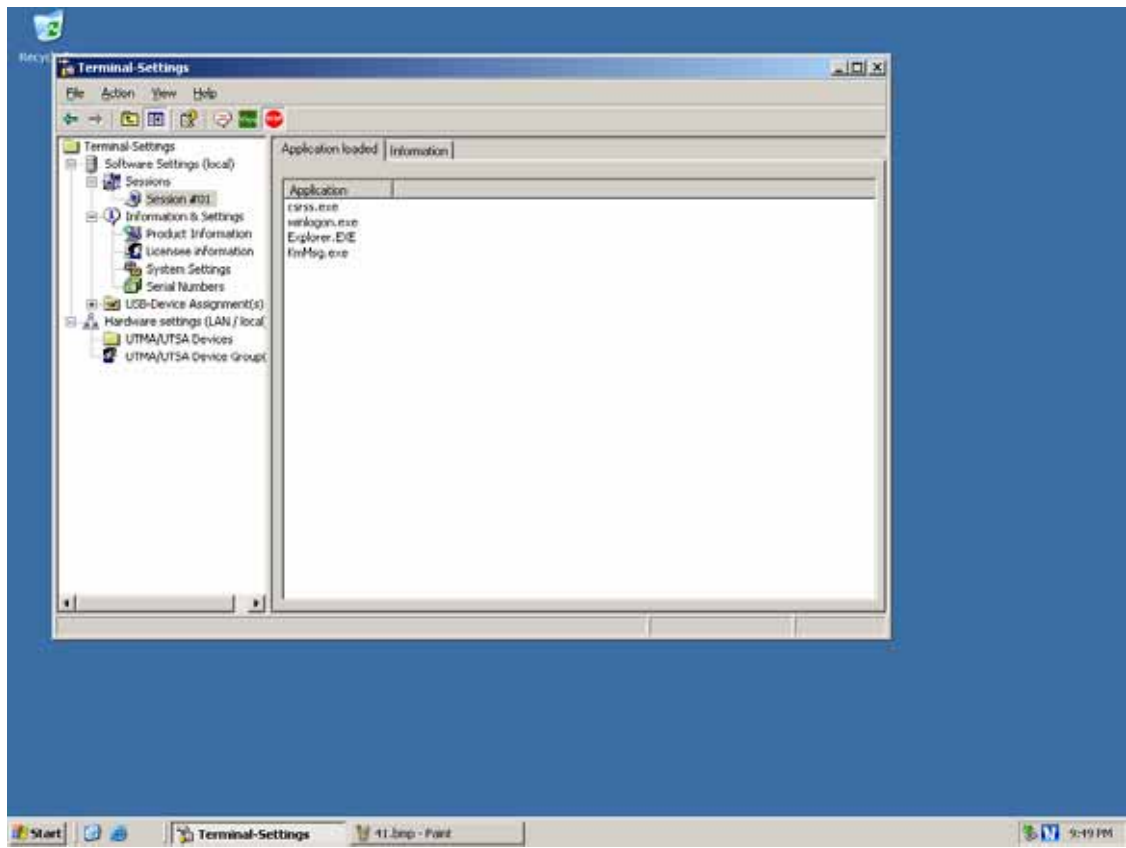 Terminal-Settings
File Action View Help
Terminal-Settings
Software Settings (local)
Sessions
Session #01
Information & Settings
Product Information
Licensee information
System Settings
Serial Numbers
USB-Device Assignment(s)
Hardware settings (LAN / local
UTMA/UTSA Devices
UTMA/UTSA Device Group(
Application loaded Information
Application
csrss.exe
winlogon.exe
Explorer.EXE
KmMsg.exe
Start Terminal-Settings 41.bmp - Paint 9:49 PM